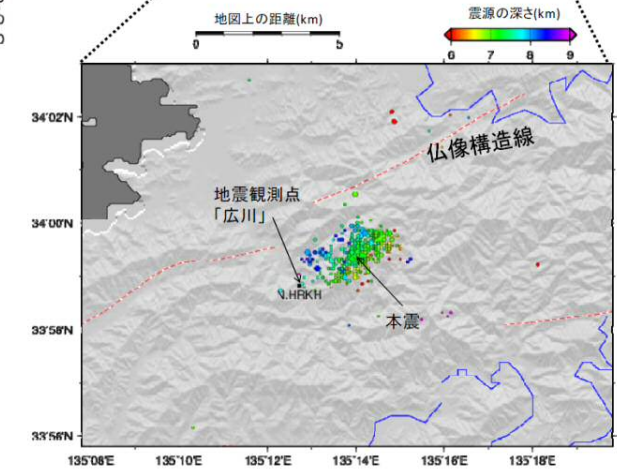 地図上の距離(km)
0 5
震源の深さ(km)
6 7 8 9
34˚02'N
仏像構造線
地震観測点
「広川」
34˚00'N
N.HRKH
本震
33˚58'N
33˚56'N
135˚08'E 135˚10'E 135˚12'E 135˚14'E 135˚16'E 135˚18'E